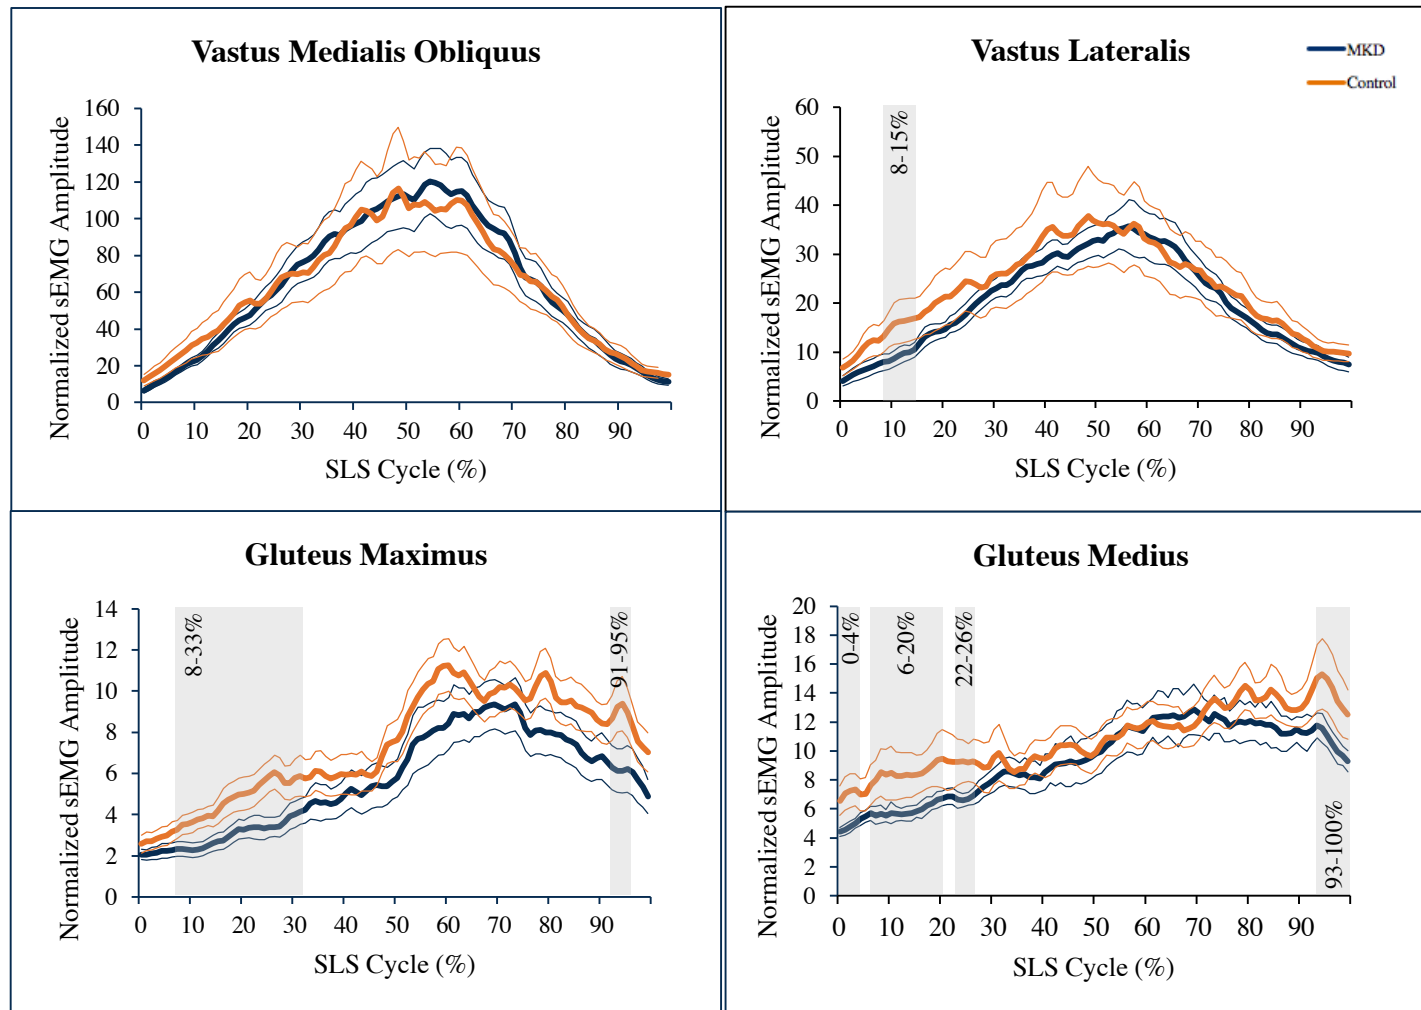 Vastus Medialis Obliquus
Normalized sEMG Amplitude
160
140
120
100
80
60
40
20
0
0 10 20 30 40 50 60 70 80 90
SLS Cycle (%)
Vastus Lateralis
MKD
Control
Normalized sEMG Amplitude
60
50
40
30
20
10
0
8-15%
0 10 20 30 40 50 60 70 80 90
SLS Cycle (%)
Gluteus Maximus
Normalized sEMG Amplitude
14
12
10
8
6
4
2
0
8-33%
91-95%
0 10 20 30 40 50 60 70 80 90
SLS Cycle (%)
Gluteus Medius
Normalized sEMG Amplitude
20
18
16
14
12
10
8
6
4
2
0
0-4%
6-20%
22-26%
93-100%
0 10 20 30 40 50 60 70 80 90
SLS Cycle (%)